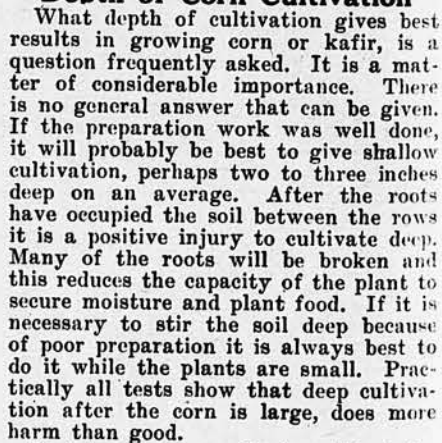 Depth of Corn Cultivation
What depth of cultivation gives best
results in growing corn or kafir, is a
question frequently asked. It is a mat-
ter of considerable importance. There
is no general answer that can be given.
If the preparation work was well done,
it will probably be best to give shallow
cultivation, perhaps two to three inches
deep on an average. After the roots
have occupied the soil between the rows
it is a positive injury to cultivate deep.
Many of the roots will be broken and
this reduces the capacity of the plant to
secure moisture and plant food. If it is
necessary to stir the soil deep because
of poor preparation it is always best to
do it while the plants are small. Prac-
tically all tests show that deep cultiva-
tion after the corn is large, does more
harm than good.